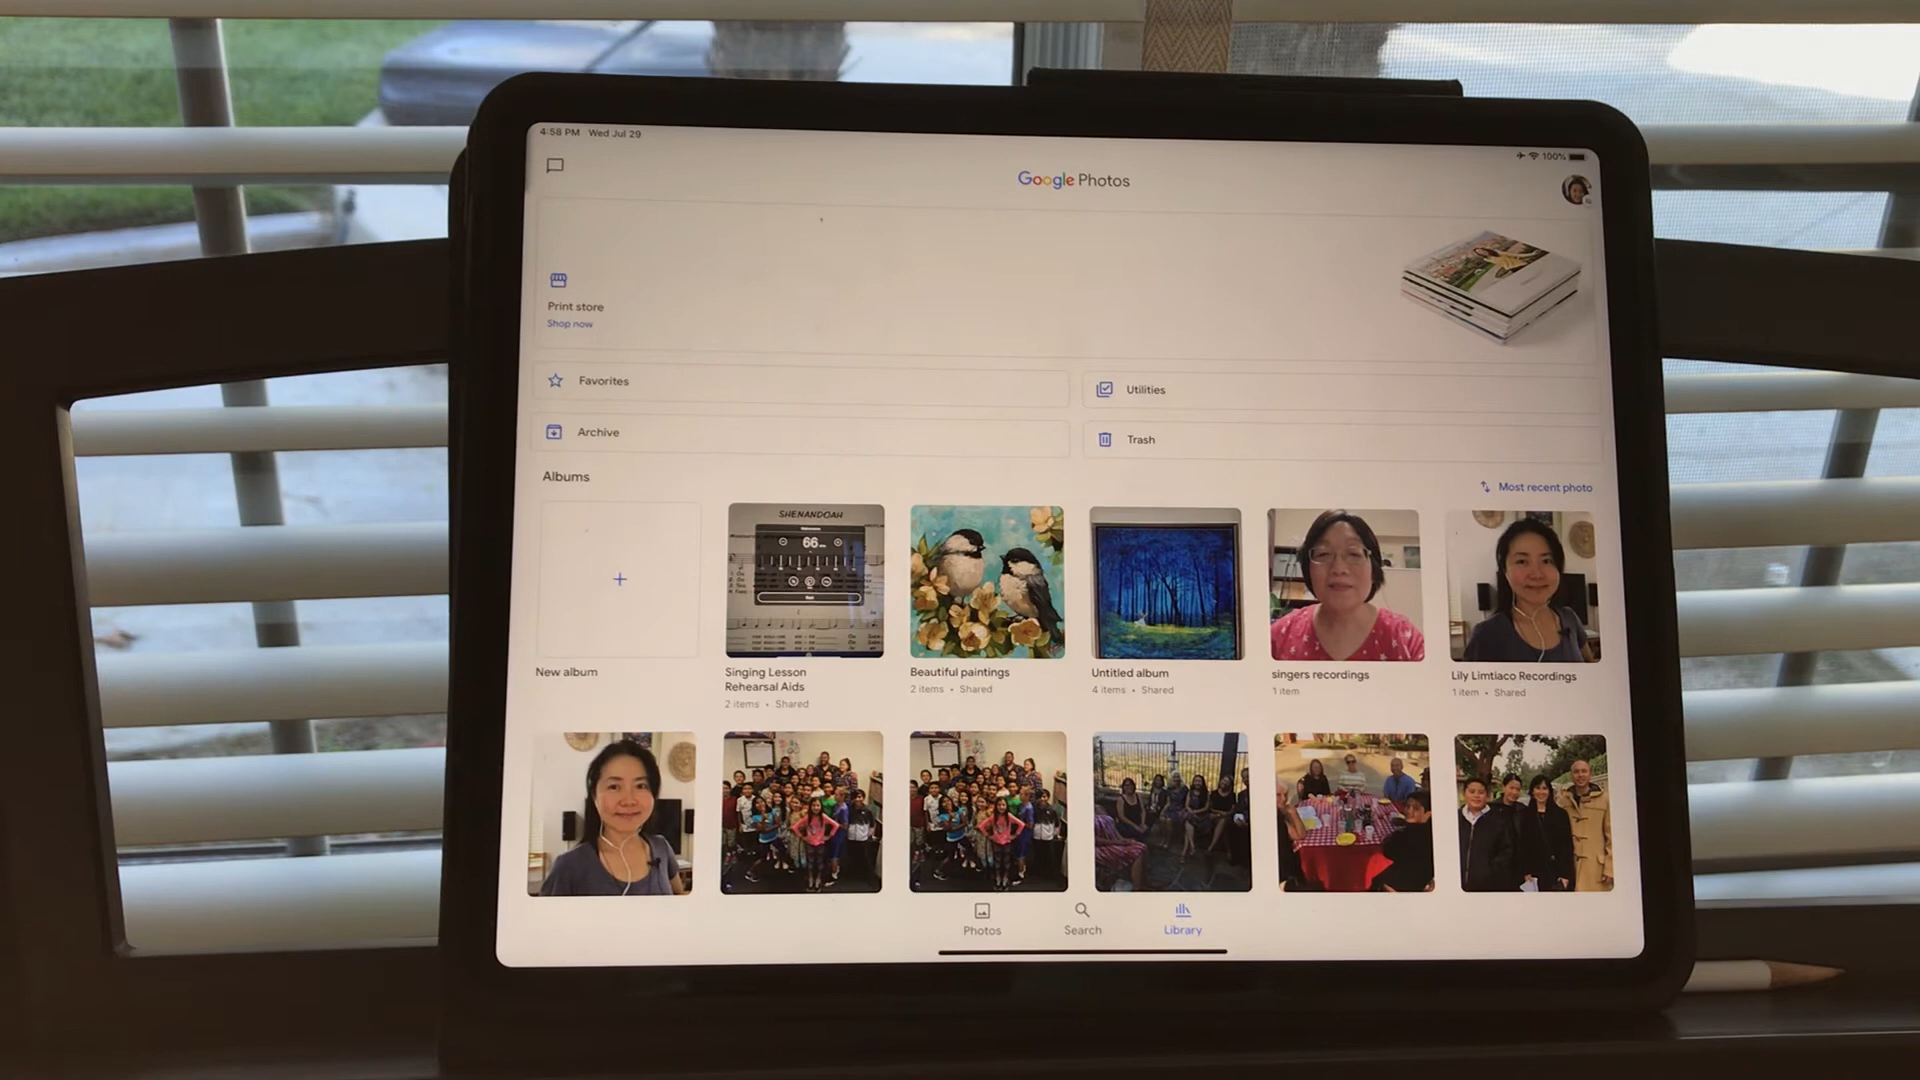 4:58 PM Wed Jul 29
100%
Google Photos
Print store
Shop now
Favorites
Utilities
Archive
Trash
Albums
Most recent photo
SHENANDOAH
66
New album
Singing Lesson
Rehearsal Aids
2 items • Shared
Beautiful paintings
2 items • Shared
Untitled album
4 items • Shared
singers recordings
1 item
Lily Limtiaco Recordings
1 item • Shared
Photos
Search
Library